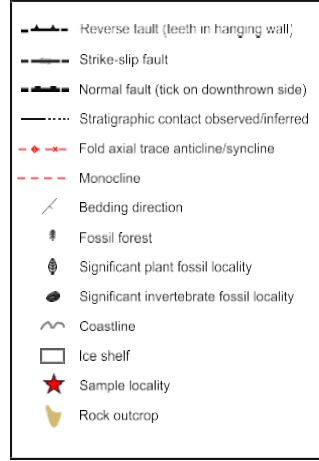 Reverse fault (teeth in hanging wall)
Strike-slip fault
Normal fault (tick on downthrown side)
Stratigraphic contact observed/inferred
Fold axial trace anticline/syncline
Monocline
Bedding direction
Fossil forest
Significant plant fossil locality
Significant invertebrate fossil locality
Coastline
Ice shelf
Sample locality
Rock outcrop